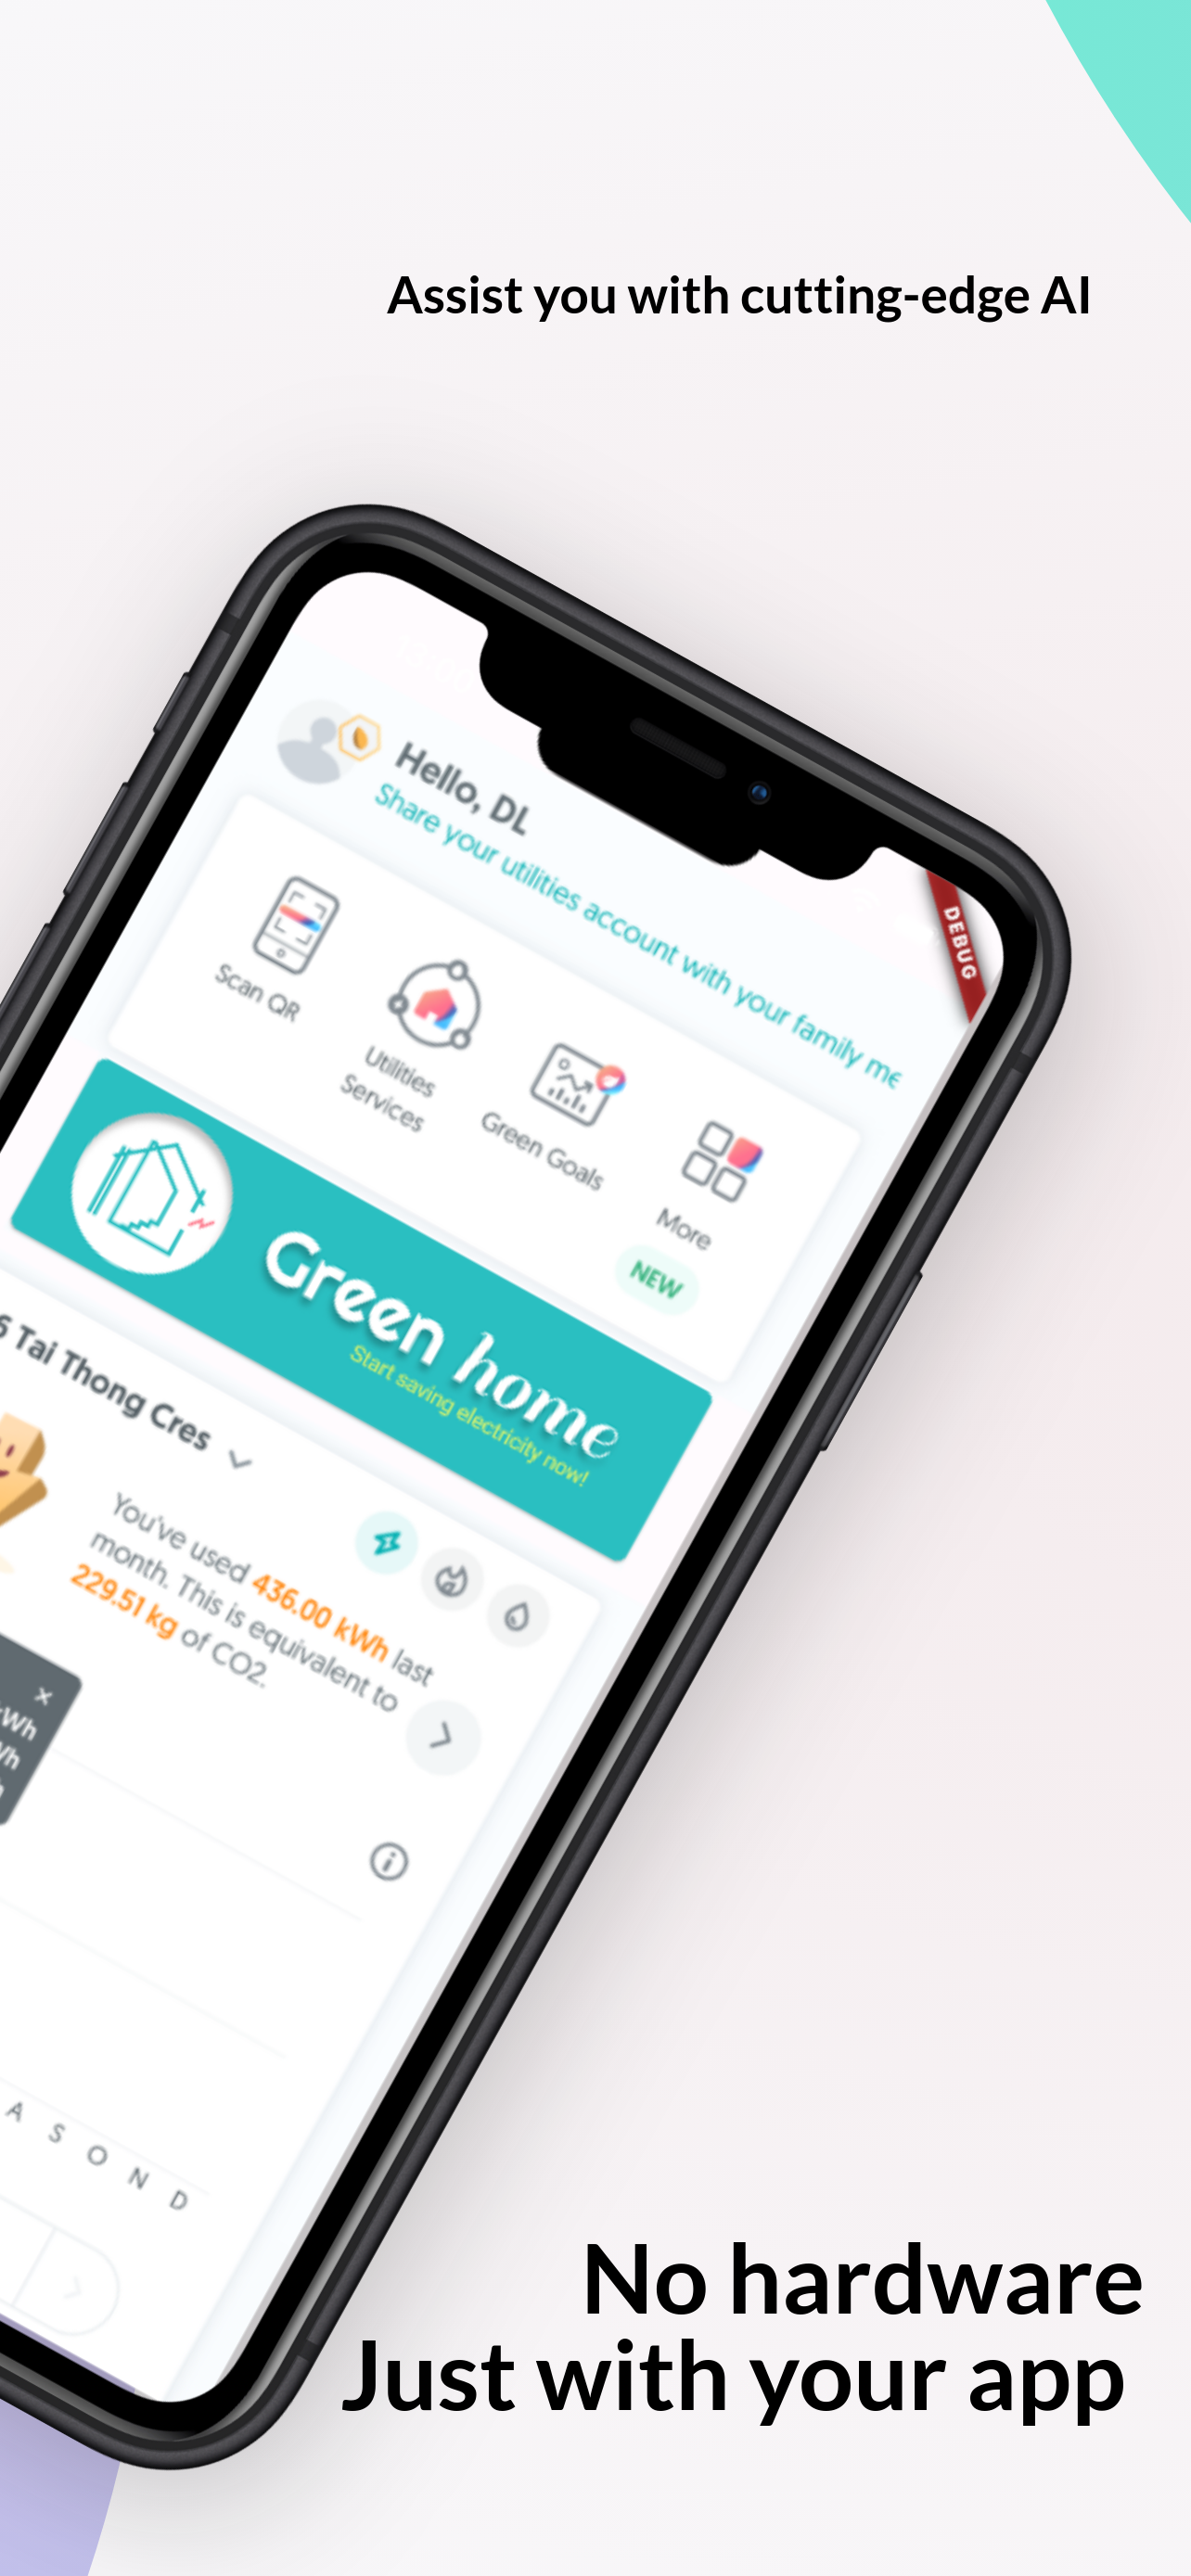 Assist you with cutting-edge AI
Hello, DL
Share your utilities account with your family me
DEBUG
Scan QR
Utilities
Services
Green Goals
More
NEW
Green home
Start saving electricity now!
Tai Thong Cres
You've used 436.00 kWh last
month. This is equivalent to
229.51 kg of CO2.
kWh
A S O N D
No hardware
Just with your app